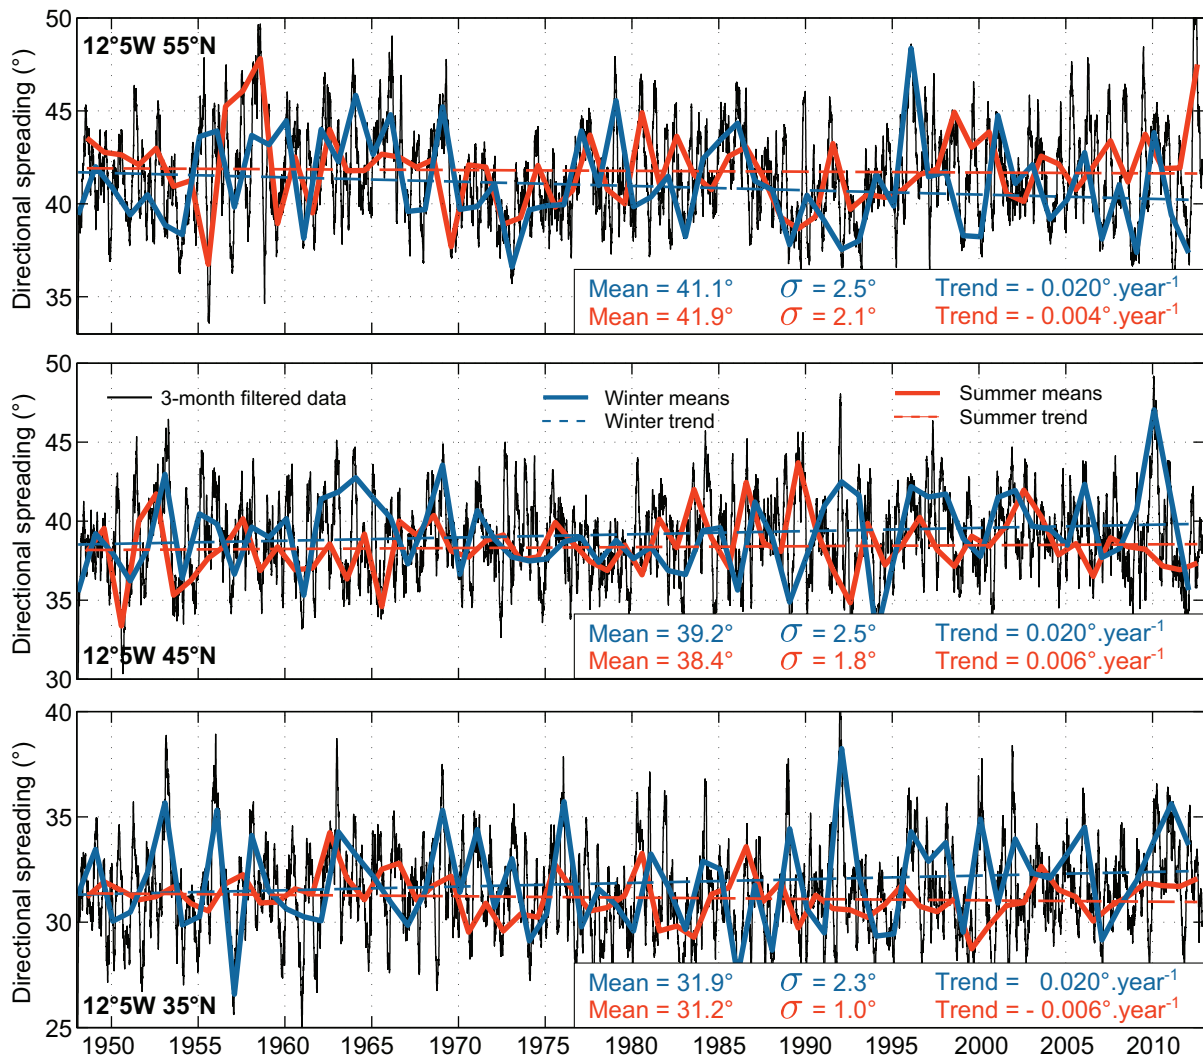 50
45
40
35
Directional spreading (°)
12°5W 55°N
Mean = 41.1° σ = 2.5° Trend = - 0.020°.year-1
Mean = 41.9° σ = 2.1° Trend = - 0.004°.year-1
50
45
40
35
30
Directional spreading (°)
3-month filtered data Winter means Summer means
Winter trend Summer trend
12°5W 45°N
Mean = 39.2° σ = 2.5° Trend = 0.020°.year-1
Mean = 38.4° σ = 1.8° Trend = 0.006°.year-1
40
35
30
25
Directional spreading (°)
12°5W 35°N
Mean = 31.9° σ = 2.3° Trend = 0.020°.year-1
Mean = 31.2° σ = 1.0° Trend = - 0.006°.year-1
1950 1955 1960 1965 1970 1975 1980 1985 1990 1995 2000 2005 2010